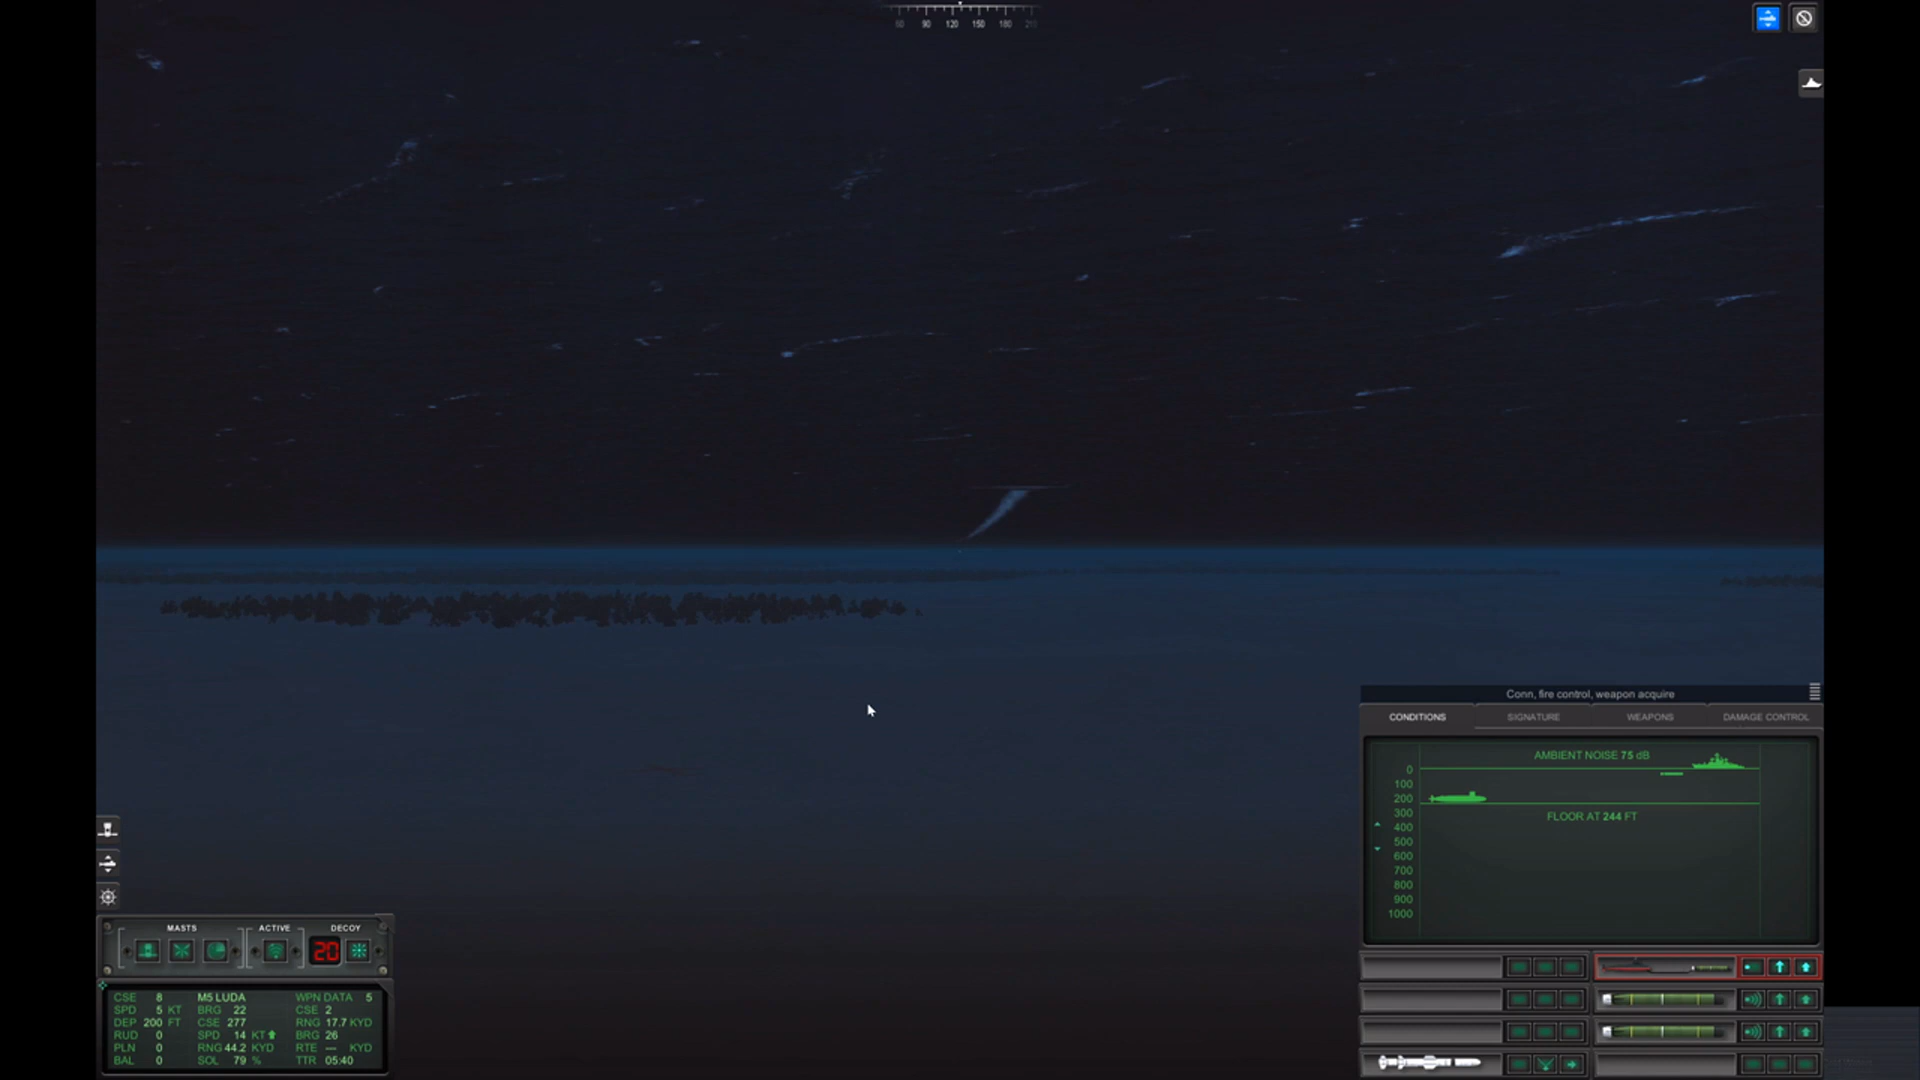 60 90 120 150 180 210
Conn, fire control, weapon acquire
CONDITIONS SIGNATURE WEAPONS DAMAGE CONTROL
AMBIENT NOISE 75 dB
0
100
200
300
FLOOR AT 244 FT
400
500
600
700
800
900
1000
MASTS ACTIVE DECOY
20
CSE 8 M5 LUDA WPN DATA 5
SPD 5 KT BRG 22 CSE 2
DEP 200 FT CSE 277 RNG 17.7 KYD
RUD 0 SPD 14 KT BRG 26
PLN 0 RNG 44.2 KYD RTE --- KYD
BAL 0 SOL 79 % TTR 05:40